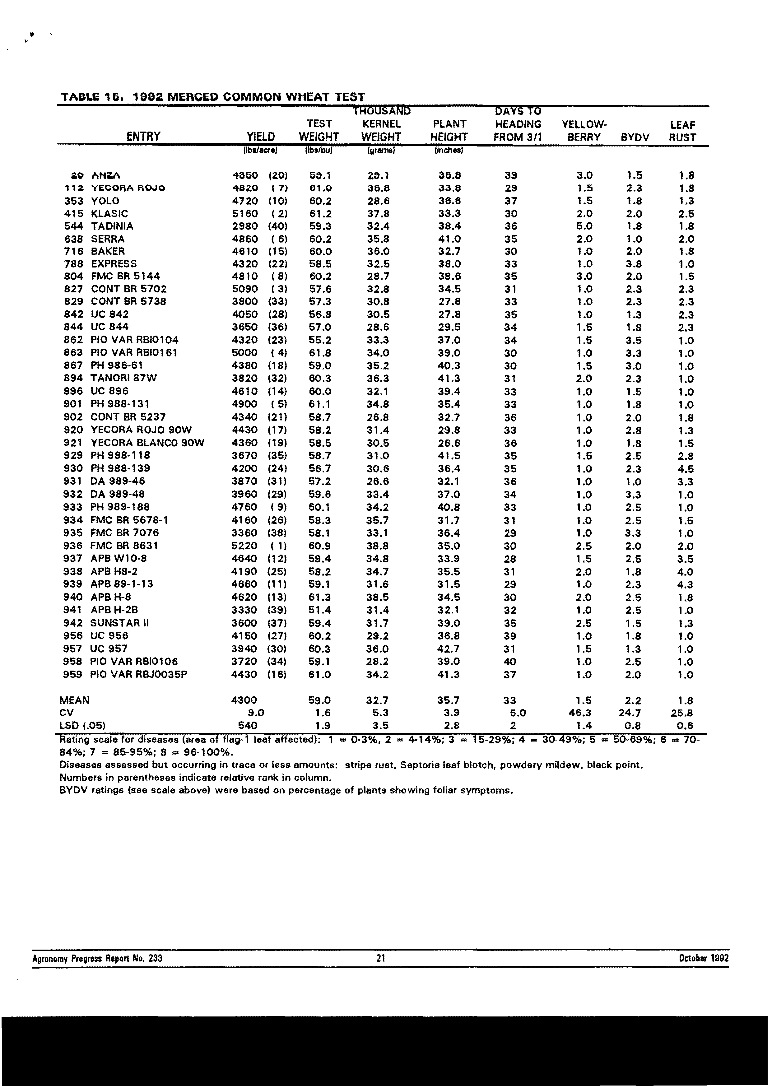 TABLE 15. 1992 MERGED COMMON WHEAT TEST
THOUSAND DAYS TO
TEST KERNEL PLANT HEADING YELLOW- LEAF
ENTRY YIELD WEIGHT WEIGHT HEIGHT FROM 3/1 BERRY BYDV RUST
(lbs/acre) (lbs/bu) (grams) (inches)
29 ANZA 4350 (20) 59.1 29.1 36.8 39 3.0 1.5 1.8
112 YECORA ROJO 4820 ( 7) 61.0 36.8 33.8 29 1.5 2.3 1.8
353 YOLO 4720 (10) 60.2 28.6 36.6 37 1.5 1.8 1.3
415 KLASIC 5160 ( 2) 61.2 37.8 33.3 30 2.0 2.0 2.5
544 TADINIA 2980 (40) 59.3 32.4 38.4 36 5.0 1.8 1.8
638 SERRA 4860 ( 6) 60.2 35.8 41.0 35 2.0 1.0 2.0
716 BAKER 4610 (15) 60.0 36.0 32.7 30 1.0 2.0 1.8
788 EXPRESS 4320 (22) 58.5 32.5 38.0 33 1.0 3.8 1.0
804 FMC BR 5144 4810 ( 8) 60.2 28.7 38.6 35 3.0 2.0 1.5
827 CONT BR 5702 5090 ( 3) 57.6 32.8 34.5 31 1.0 2.3 2.3
829 CONT BR 5738 3800 (33) 57.3 30.8 27.8 33 1.0 2.3 2.3
842 UC 842 4050 (28) 56.8 30.5 27.8 35 1.0 1.3 2.3
844 UC 844 3650 (36) 57.0 28.6 29.5 34 1.5 1.8 2.3
862 PIO VAR RBI0104 4320 (23) 55.2 33.3 37.0 34 1.5 3.5 1.0
863 PIO VAR RBI0161 5000 ( 4) 61.8 34.0 39.0 30 1.0 3.3 1.0
867 PH 986-61 4380 (18) 59.0 35.2 40.3 30 1.5 3.0 1.0
894 TANORI 87W 3820 (32) 60.3 36.3 41.3 31 2.0 2.3 1.0
896 UC 896 4610 (14) 60.0 32.1 39.4 33 1.0 1.5 1.0
901 PH 988-131 4900 ( 5) 61.1 34.8 35.4 33 1.0 1.8 1.0
902 CONT BR 5237 4340 (21) 58.7 26.8 32.7 36 1.0 2.0 1.8
920 YECORA ROJO 90W 4430 (17) 58.2 31.4 29.8 33 1.0 2.8 1.3
921 YECORA BLANCO 90W 4360 (19) 58.5 30.5 26.6 36 1.0 1.8 1.5
929 PH 998-118 3670 (35) 58.7 31.0 41.5 35 1.5 2.5 2.8
930 PH 988-139 4200 (24) 56.7 30.6 36.4 35 1.0 2.3 4.5
931 DA 989-46 3870 (31) 57.2 26.6 32.1 36 1.0 1.0 3.3
932 DA 989-48 3960 (29) 59.6 33.4 37.0 34 1.0 3.3 1.0
933 PH 989-188 4760 ( 9) 60.1 34.2 40.8 33 1.0 2.5 1.0
934 FMC BR 5678-1 4160 (26) 58.3 35.7 31.7 31 1.0 2.5 1.5
935 FMC BR 7076 3360 (38) 58.1 33.1 36.4 29 1.0 3.3 1.0
936 FMC BR 8631 5220 ( 1) 60.9 38.8 35.0 30 2.5 2.0 2.0
937 APB W10-8 4640 (12) 59.4 34.8 33.9 28 1.5 2.5 3.5
938 APB H8-2 4190 (25) 58.2 34.7 35.5 31 2.0 1.8 4.0
939 APB 89-1-13 4660 (11) 59.1 31.6 31.5 29 1.0 2.3 4.3
940 APB H-8 4620 (13) 61.3 38.5 34.5 30 2.0 2.5 1.8
941 APB H-2B 3330 (39) 51.4 31.4 32.1 32 1.0 2.5 1.0
942 SUNSTAR II 3600 (37) 59.4 31.7 39.0 35 2.5 1.5 1.3
956 UC 956 4150 (27) 60.2 29.2 36.8 39 1.0 1.8 1.0
957 UC 957 3940 (30) 60.3 36.0 42.7 31 1.5 1.3 1.0
958 PIO VAR RBI0106 3720 (34) 59.1 28.2 39.0 40 1.0 2.5 1.0
959 PIO VAR RBJ0035P 4430 (16) 61.0 34.2 41.3 37 1.0 2.0 1.0
MEAN 4300 59.0 32.7 35.7 33 1.5 2.2 1.8
CV 9.0 1.6 5.3 3.9 5.0 46.3 24.7 25.8
LSD (.05) 540 1.9 3.5 2.8 2 1.4 0.8 0.6
Rating scale for diseases (area of flag-1 leaf affected): 1 = 0-3%, 2 = 4-14%; 3 = 15-29%; 4 = 30-49%; 5 = 50-69%; 6 = 70-
84%; 7 = 85-95%; 8 = 96-100%.
Diseases assessed but occurring in trace or less amounts: stripe rust, Septoria leaf blotch, powdery mildew, black point.
Numbers in parentheses indicate relative rank in column.
BYDV ratings (see scale above) were based on percentage of plants showing foliar symptoms.
Agronomy Progress Report No. 233 21 October 1992